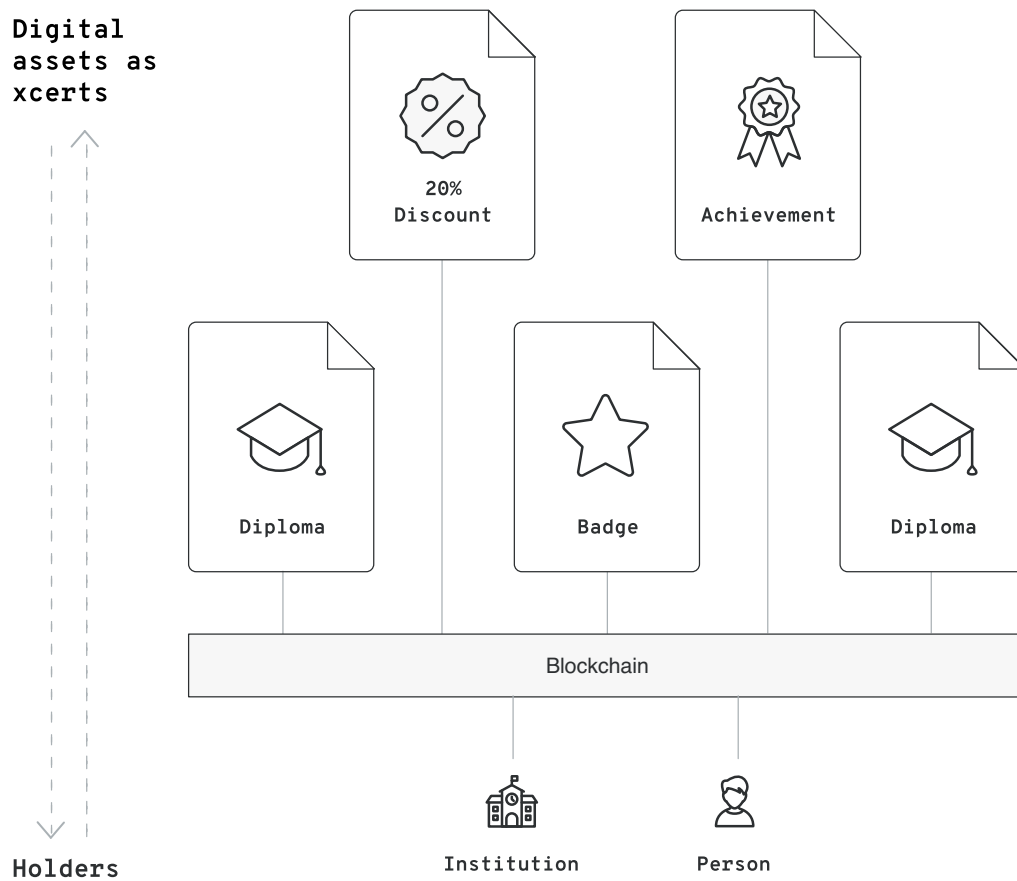 Digital
assets as
xcerts
20%
Discount
Achievement
Diploma
Badge
Diploma
Blockchain
Institution
Person
Holders